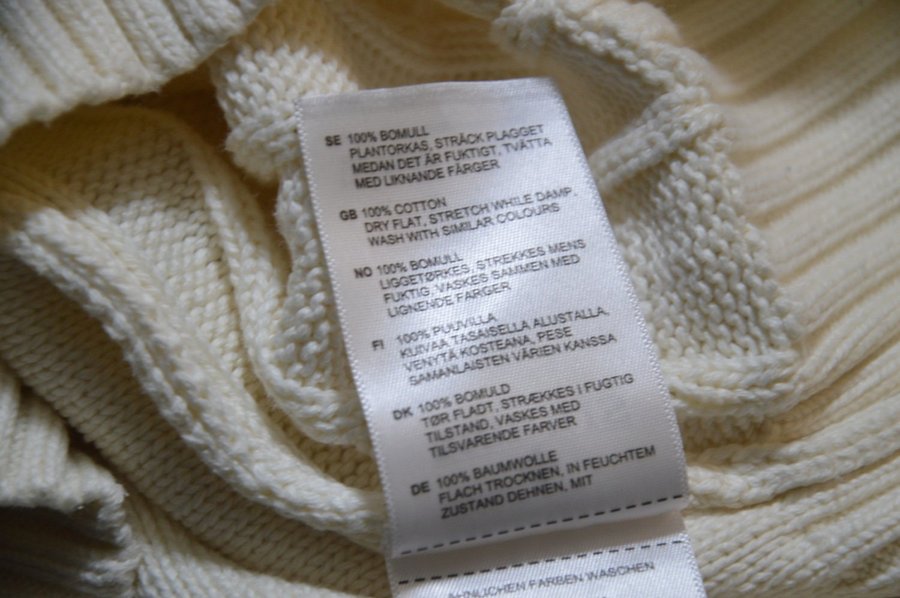 SE 100% BOMULL
PLANTORKAS, STRÄCK PLAGGET
MEDAN DET ÄR FUKTIGT, TVÄTTA
MED LIKNANDE FÄRGER
GB 100% COTTON
DRY FLAT, STRETCH WHILE DAMP.
WASH WITH SIMILAR COLOURS
NO 100% BOMULL
LIGGETØRKES, STREKKES MENS
FUKTIG, VASKES SAMMEN MED
LIGNENDE FARGER
FI 100% PUUVILLA
KUIVAA TASAISELLA ALUSTALLA,
VENYTÄ KOSTEANA, PESE
SAMANLAISTEN VÄRIEN KANSSA
DK 100% BOMULD
TØR FLADT, STRÆKKES I FUGTIG
TILSTAND, VASKES MED
TILSVARENDE FARVER
DE 100% BAUMWOLLE
FLACH TROCKNEN, IN FEUCHTEM
ZUSTAND DEHNEN, MIT
ÄHNLICHEN FARBEN WASCHEN